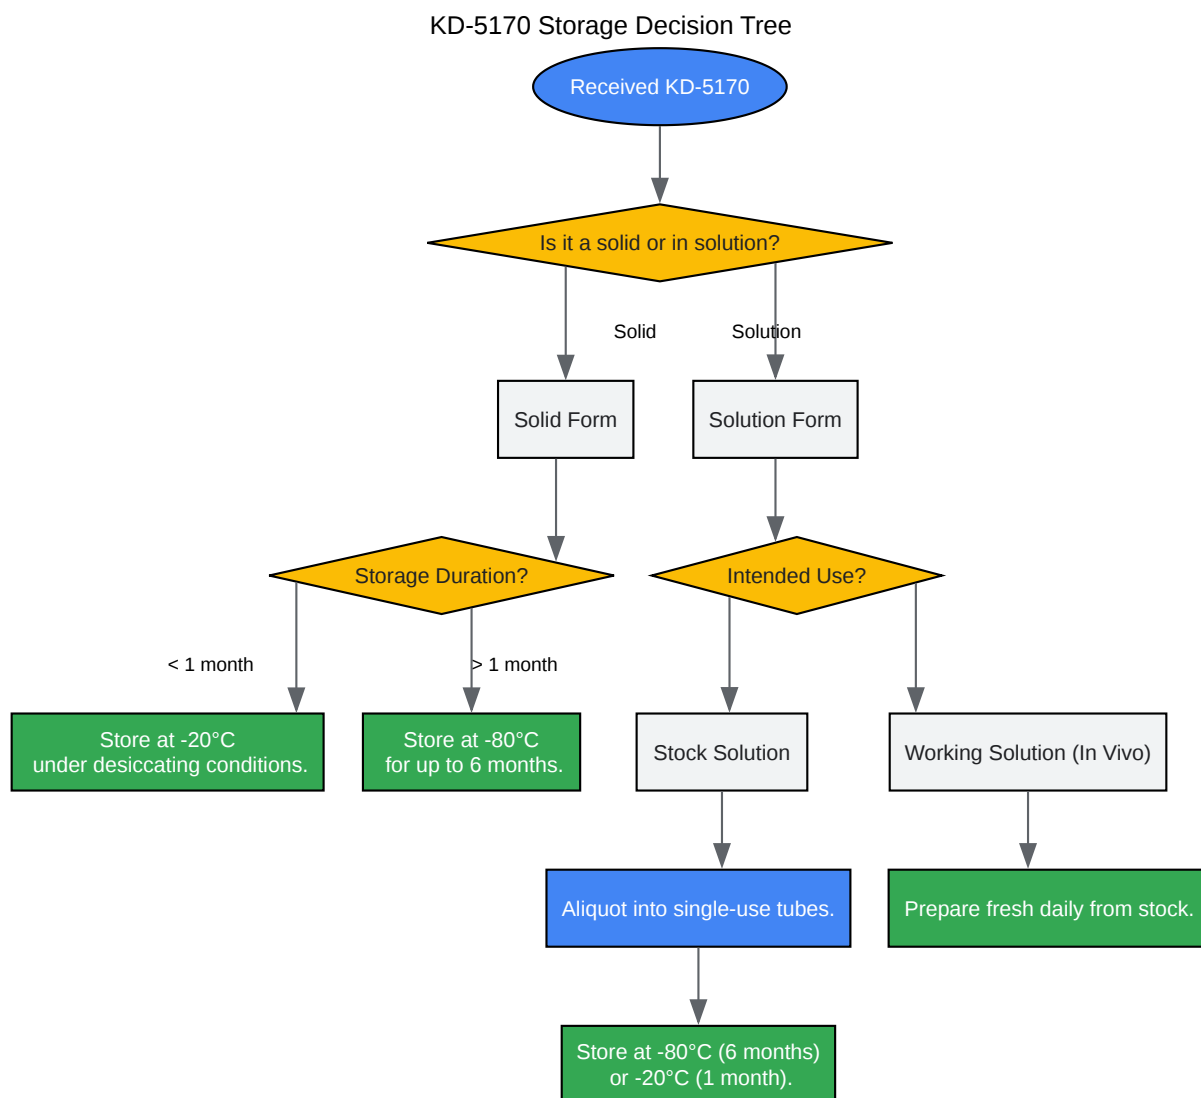 KD-5170 Storage Decision Tree
Received KD-5170
Is it a solid or in solution?
Solid
Solution
Solid Form
Solution Form
Storage Duration?
Intended Use?
< 1 month
> 1 month
Store at -20°C
under desiccating conditions.
Store at -80°C
for up to 6 months.
Stock Solution
Working Solution (In Vivo)
Aliquot into single-use tubes.
Prepare fresh daily from stock.
Store at -80°C (6 months)
or -20°C (1 month).